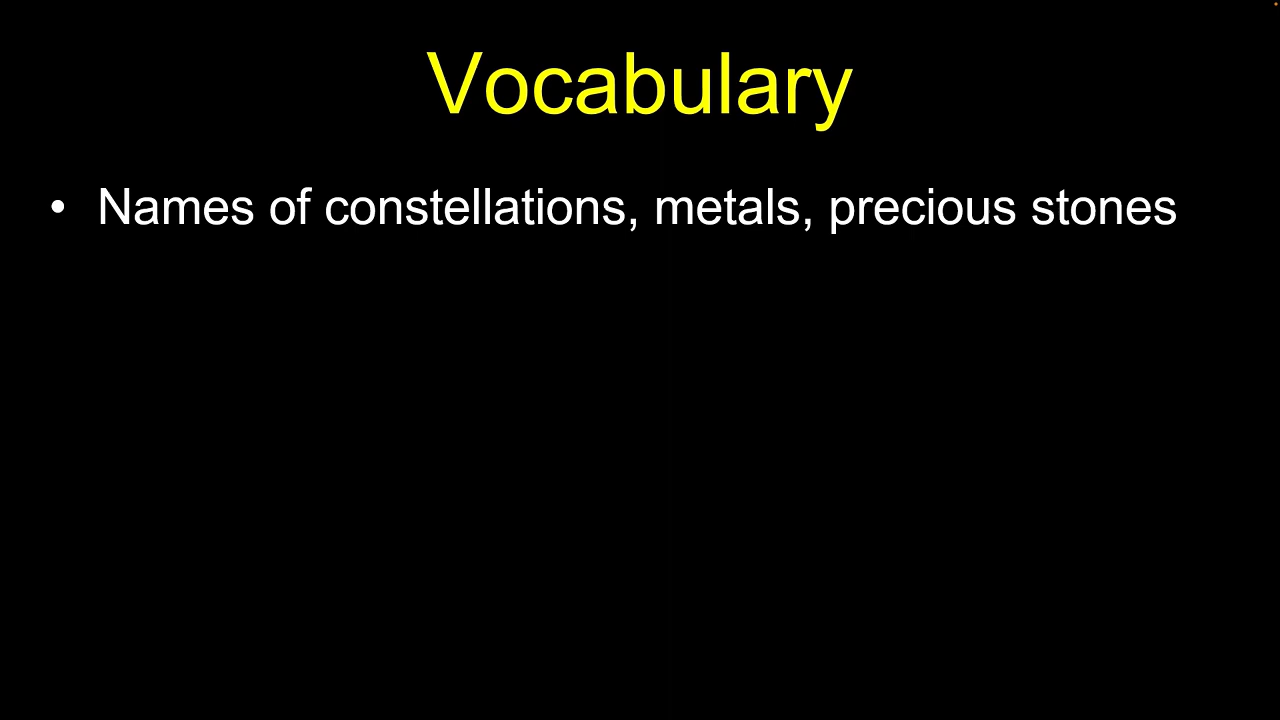 Vocabulary
• Names of constellations, metals, precious stones